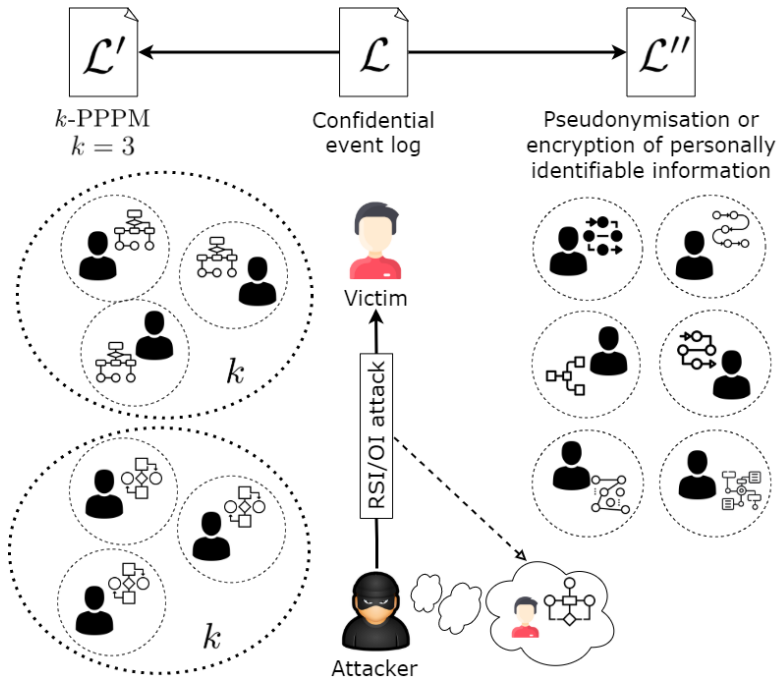 ℒ′
ℒ
ℒ″
k-PPPM
k = 3
Confidential
event log
Pseudonymisation or
encryption of personally
identifiable information
Victim
k
RSI/OI attack
k
Attacker